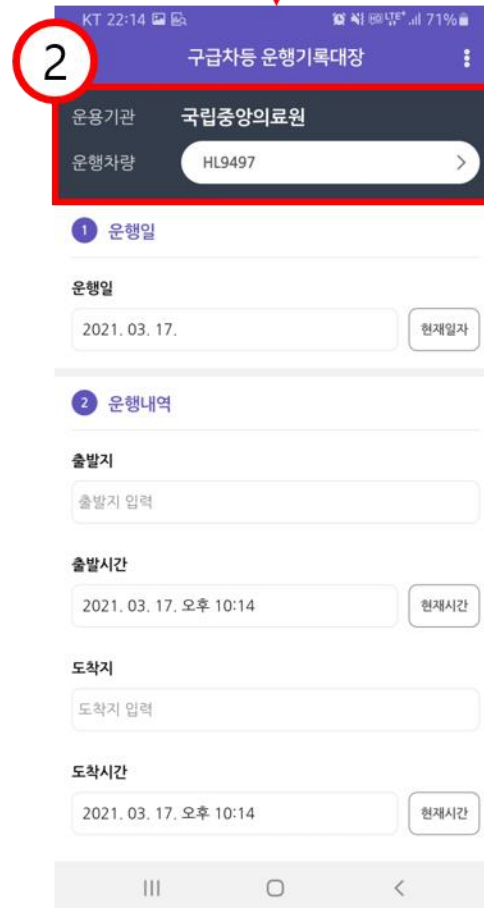 KT 22:14 LTE+ 71%
2
구급차등 운행기록대장
운용기관 국립중앙의료원
운행차량 HL9497
1 운행일
운행일
2021. 03. 17. 현재일자
2 운행내역
출발지
출발지 입력
출발시간
2021. 03. 17. 오후 10:14 현재시간
도착지
도착지 입력
도착시간
2021. 03. 17. 오후 10:14 현재시간